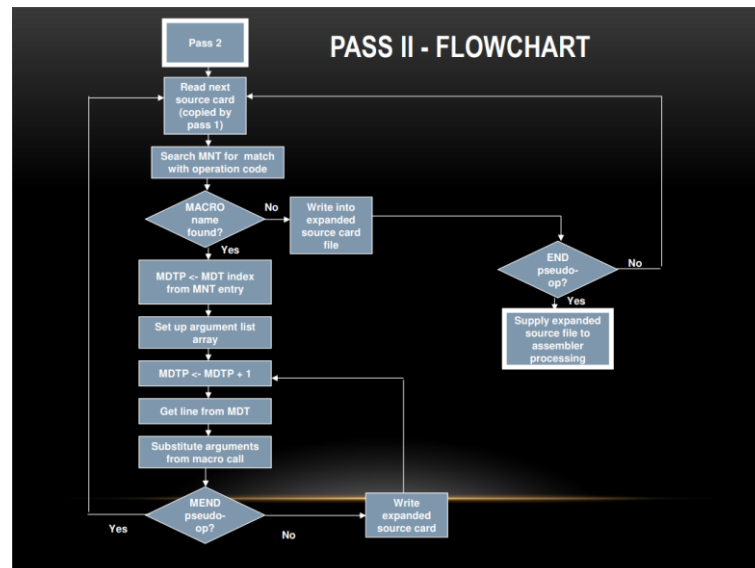 PASS II - FLOWCHART
Pass 2
Read next
source card
(copied by
pass 1)
Search MNT for match
with operation code
MACRO
name
found?
No
Write into
expanded
source card
file
Yes
END
pseudo-
op?
No
Yes
Supply expanded
source file to
assembler
processing
MDTP <- MDT index
from MNT entry
Set up argument list
array
MDTP <- MDTP + 1
Get line from MDT
Substitute arguments
from macro call
MEND
pseudo-
op?
Yes
No
Write
expanded
source card